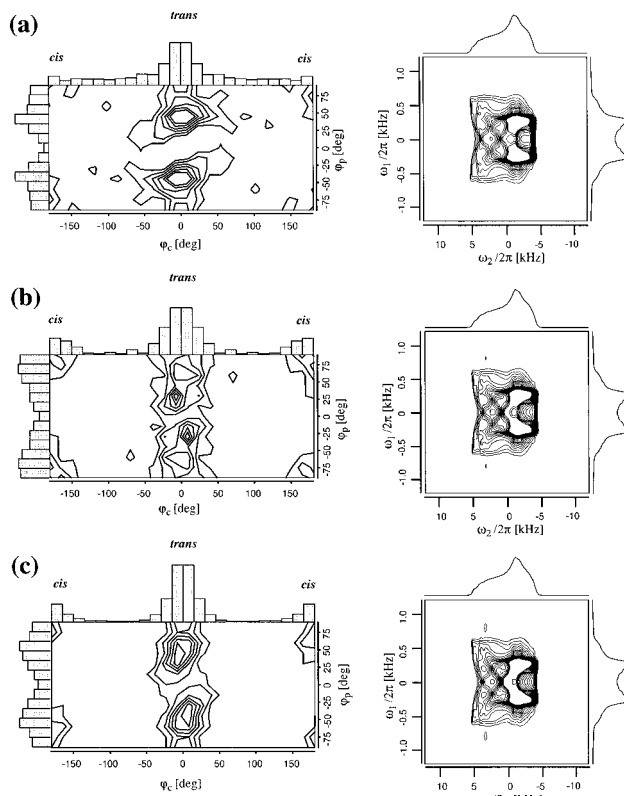 (a)
trans
cis
cis
75
50
25
0
-25
-50
-75
φp [deg]
-150 -100 -50 0 50 100 150
φc [deg]
1.0
0.5
0
-0.5
-1.0
ω1/2π [kHz]
10 5 0 -5 -10
ω2/2π [kHz]
(b)
trans
cis
cis
75
50
25
0
-25
-50
-75
φp [deg]
-150 -100 -50 0 50 100 150
φc [deg]
1.0
0.5
0
-0.5
-1.0
ω1/2π [kHz]
10 5 0 -5 -10
ω2/2π [kHz]
(c)
trans
cis
cis
75
50
25
0
-25
-50
-75
φp [deg]
-150 -100 -50 0 50 100 150
φc [deg]
1.0
0.5
0
-0.5
-1.0
ω1/2π [kHz]
10 5 0 -5 -10